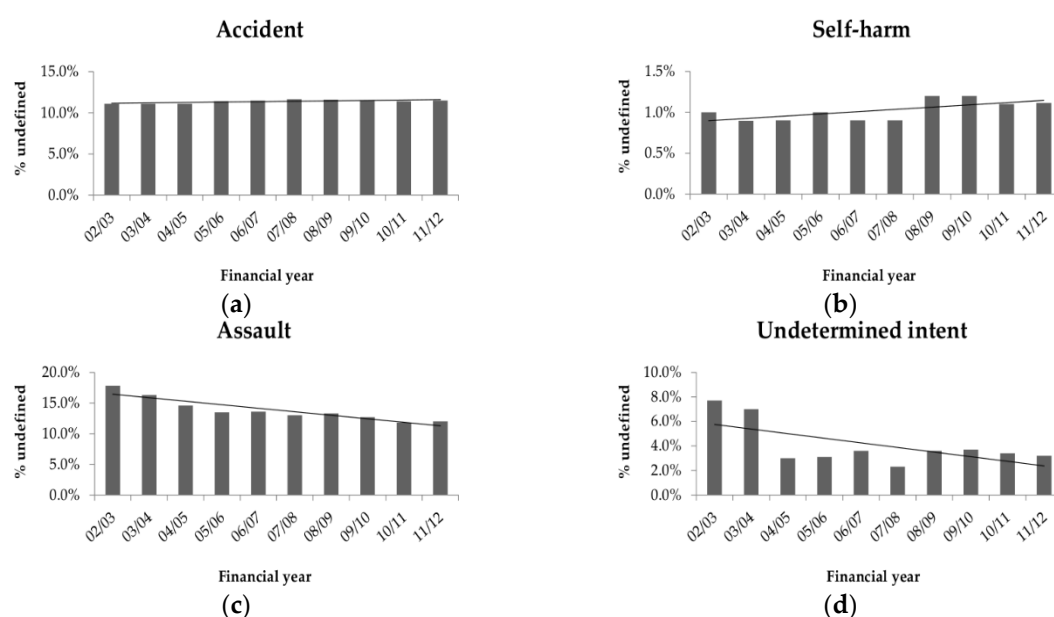 Accident
% undefined
15.0%
10.0%
5.0%
0.0%
02/03 03/04 04/05 05/06 06/07 07/08 08/09 09/10 10/11 11/12
Financial year
(a)
Self-harm
% undefined
1.5%
1.0%
0.5%
0.0%
02/03 03/04 04/05 05/06 06/07 07/08 08/09 09/10 10/11 11/12
Financial year
(b)
Assault
% undefined
20.0%
15.0%
10.0%
5.0%
0.0%
02/03 03/04 04/05 05/06 06/07 07/08 08/09 09/10 10/11 11/12
Financial year
(c)
Undetermined intent
% undefined
10.0%
8.0%
6.0%
4.0%
2.0%
0.0%
02/03 03/04 04/05 05/06 06/07 07/08 08/09 09/10 10/11 11/12
Financial year
(d)